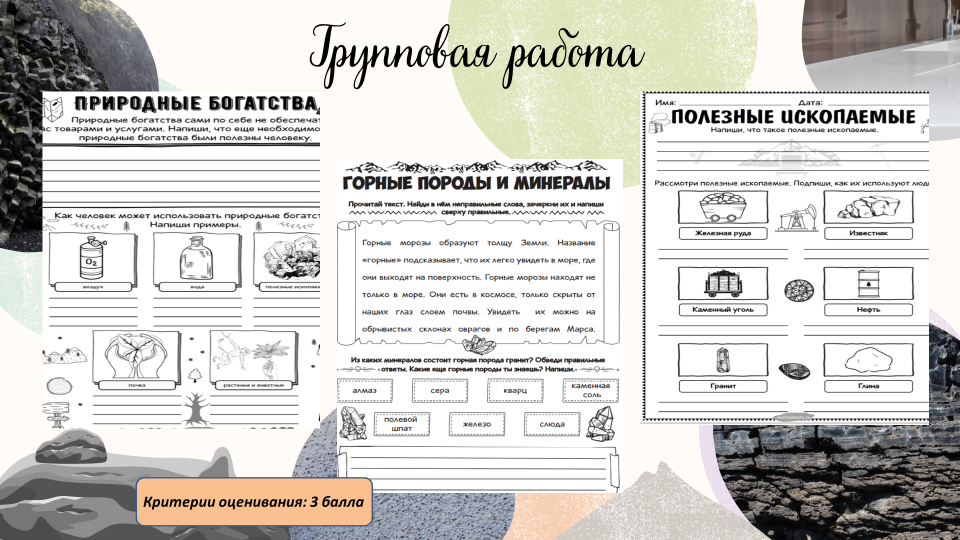 Групповая работа
ПРИРОДНЫЕ БОГАТСТВА
Природные богатства сами по себе не обеспечат
ас товарами и услугами. Напиши, что еще необходимо
природные богатства были полезны человеку.
Как человек может использовать природные богатст
Напиши примеры.
O2
воздух
вода
полезные ископаем
почва
растения и животные
ГОРНЫЕ ПОРОДЫ И МИНЕРАЛЫ
Прочитай текст. Найди в нём неправильные слова, зачеркни их и напиши
сверху правильные.
Горные морозы образуют толщу Земли. Название
«горные» подсказывает, что их легко увидеть в море, где
они выходят на поверхность. Горные морозы находят не
только в море. Они есть в космосе, только скрыты от
наших глаз слоем почвы. Увидеть их можно на
обрывистых склонах оврагов и по берегам Марса.
Из каких минералов состоит горная порода гранит? Обведи правильные
ответы. Какие еще горные породы ты знаешь? Напиши.
алмаз
сера
кварц
каменная
соль
полевой
шпат
железо
слюда
Имя:
Дата:
ПОЛЕЗНЫЕ ИСКОПАЕМЫЕ
Напиши, что такое полезные ископаемые.
Рассмотри полезные ископаемые. Подпиши, как их используют люд
Железная руда
Известняк
Каменный уголь
Нефть
Гранит
Глина
Критерии оценивания: 3 балла